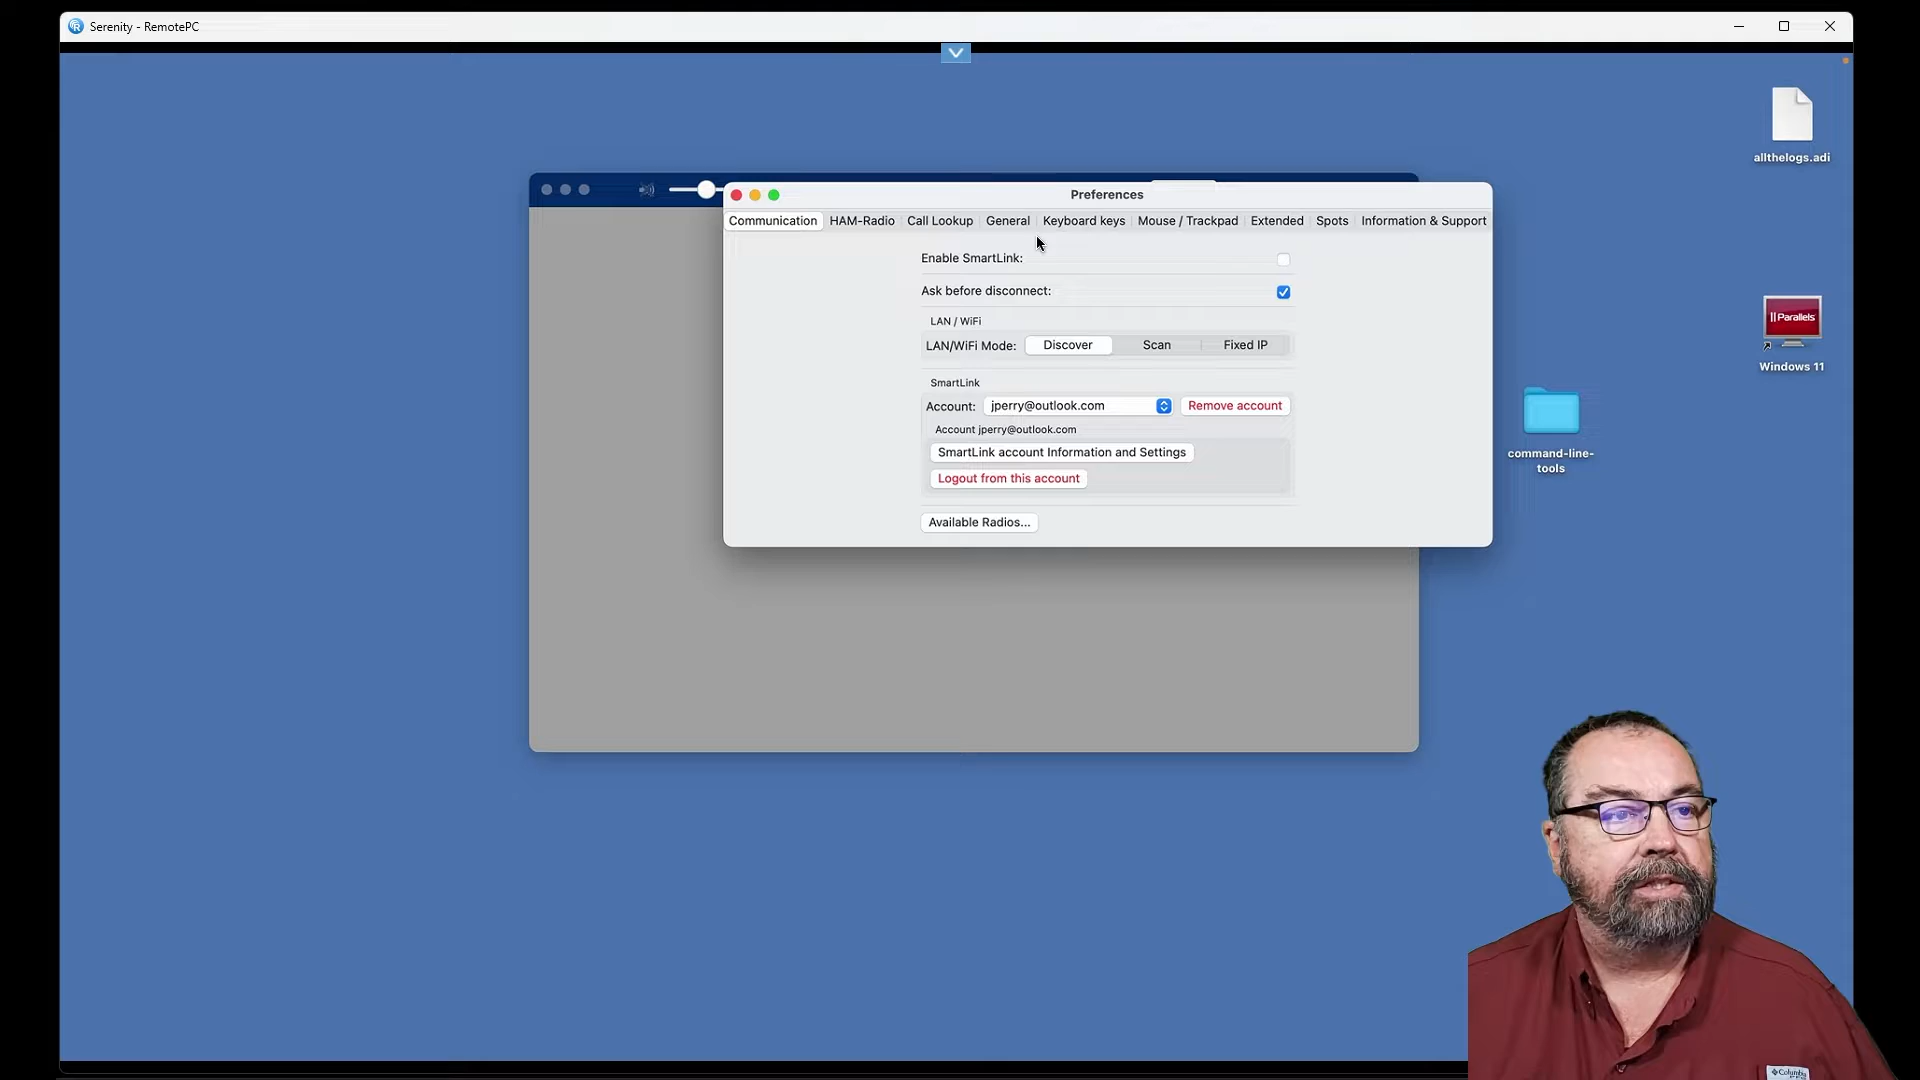 Serenity - RemotePC
allthelogs.adi
Preferences
Communication HAM-Radio Call Lookup General Keyboard keys Mouse / Trackpad Extended Spots Information & Support
Enable SmartLink:
Ask before disconnect:
LAN / WiFi
LAN/WiFi Mode: Discover Scan Fixed IP
SmartLink
Account: jperry@outlook.com Remove account
Account jperry@outlook.com
SmartLink account Information and Settings
Logout from this account
Available Radios...
|| Parallels
Windows 11
command-line-
tools
Columbia